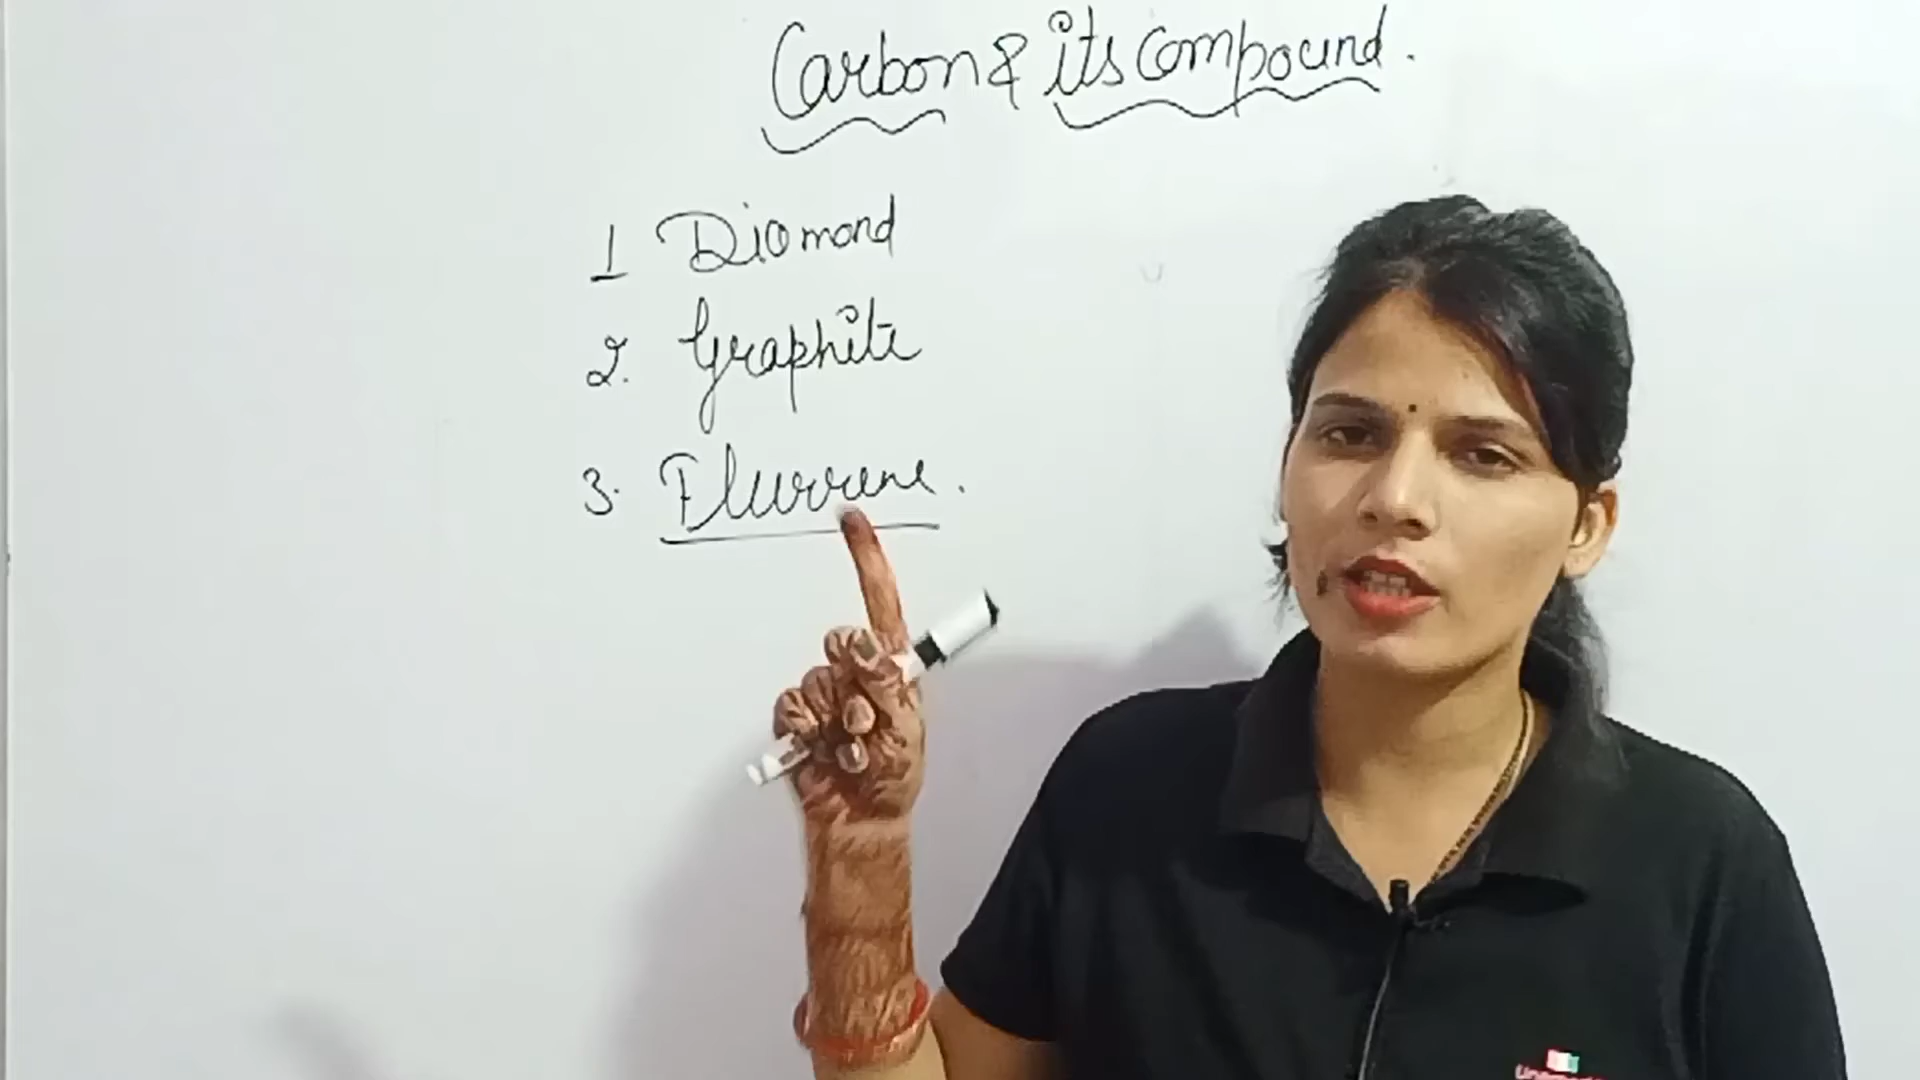 Carbon & its compound.
1 Diamond
2. Graphite
3. Flurrene.